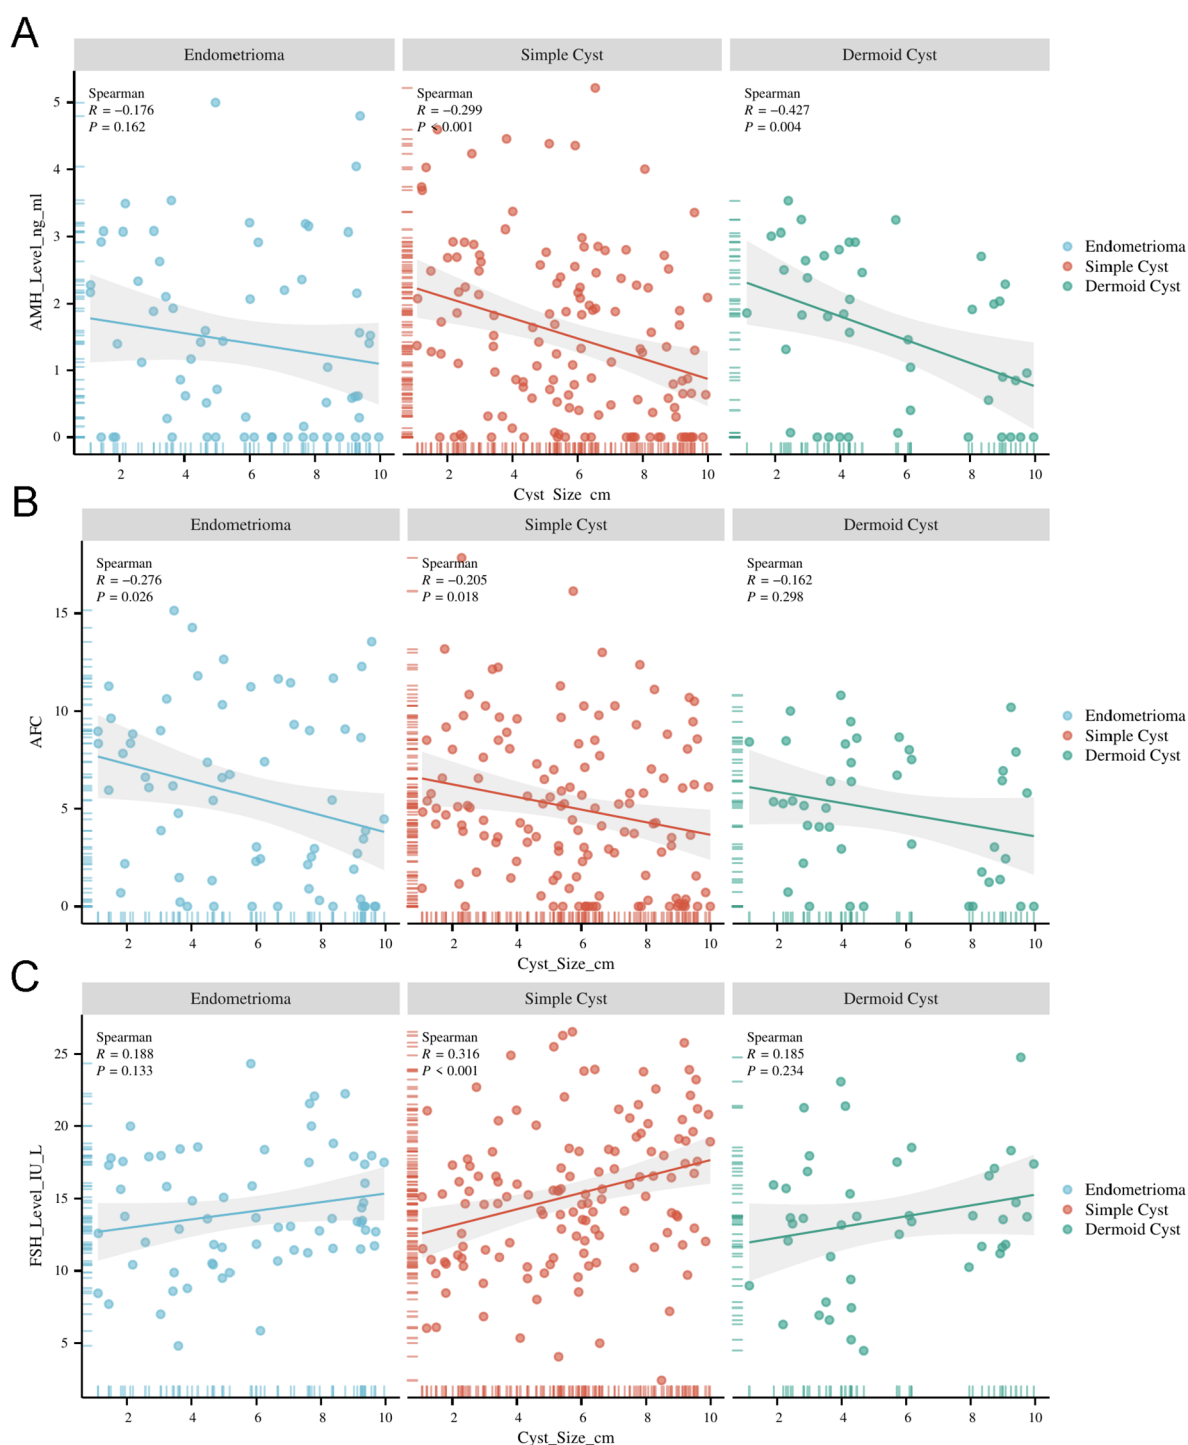 A
Endometrioma Simple Cyst Dermoid Cyst
Spearman Spearman Spearman
R = −0.176 R = −0.299 R = −0.427
P = 0.162 P < 0.001 P = 0.004
5
4
3
2
1
0
AMH_Level_ng_ml
2 4 6 8 10 2 4 6 8 10 2 4 6 8 10
Cyst_Size_cm
Endometrioma
Simple Cyst
Dermoid Cyst
B
Endometrioma Simple Cyst Dermoid Cyst
Spearman Spearman Spearman
R = −0.276 R = −0.205 R = −0.162
P = 0.026 P = 0.018 P = 0.298
15
10
5
0
AFC
2 4 6 8 10 2 4 6 8 10 2 4 6 8 10
Cyst_Size_cm
Endometrioma
Simple Cyst
Dermoid Cyst
C
Endometrioma Simple Cyst Dermoid Cyst
Spearman Spearman Spearman
R = 0.188 R = 0.316 R = 0.185
P = 0.133 P < 0.001 P = 0.234
25
20
15
10
5
FSH_Level_IU_L
2 4 6 8 10 2 4 6 8 10 2 4 6 8 10
Cyst_Size_cm
Endometrioma
Simple Cyst
Dermoid Cyst